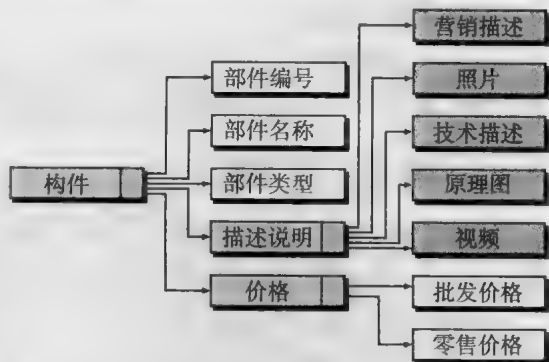 营销描述
部件编号
照片
部件名称
技术描述
构件
部件类型
原理图
描述说明
视频
价格
批发价格
零售价格